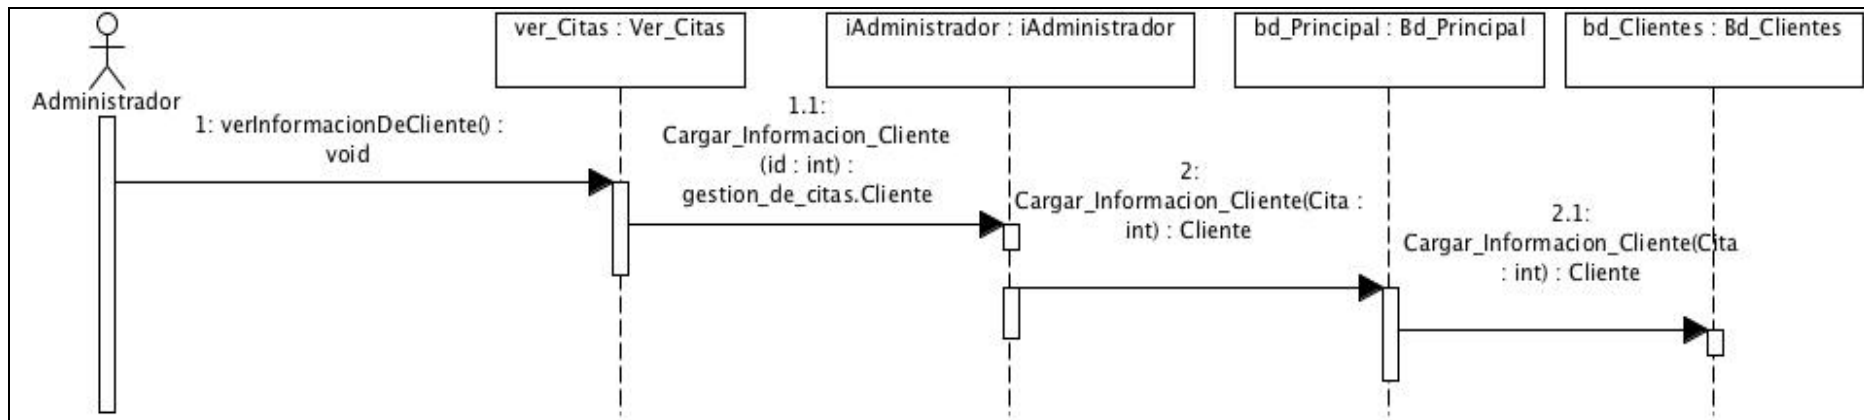 ver_Citas : Ver_Citas
iAdministrador : iAdministrador
bd_Principal : Bd_Principal
bd_Clientes : Bd_Clientes
Administrador
1: verInformacionDeCliente() :
void
1.1:
Cargar_Informacion_Cliente
(id : int) :
gestion_de_citas.Cliente
2:
Cargar_Informacion_Cliente(Cita :
int) : Cliente
2.1:
Cargar_Informacion_Cliente(Cita
: int) : Cliente